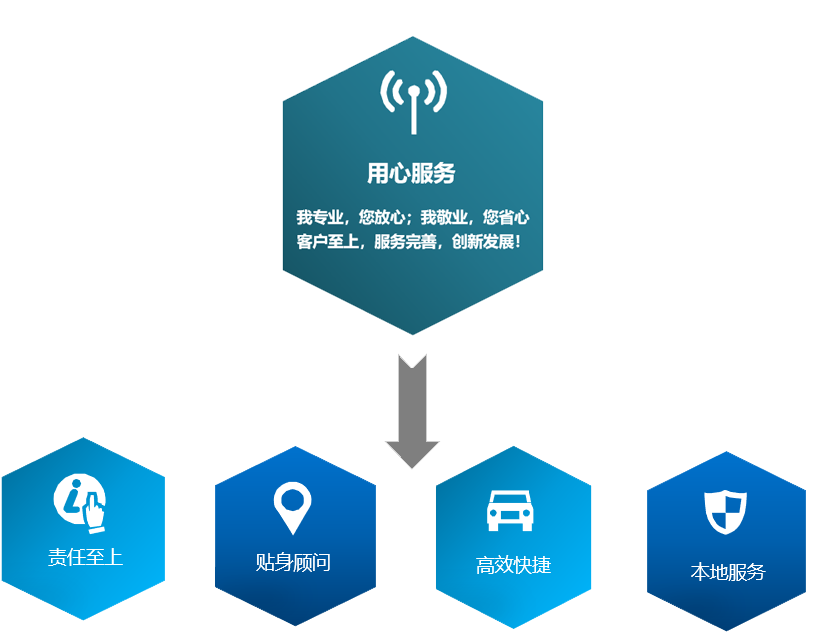 用心服务
我专业，您放心；我敬业，您省心
客户至上，服务完善，创新发展！
责任至上
贴身顾问
高效快捷
本地服务